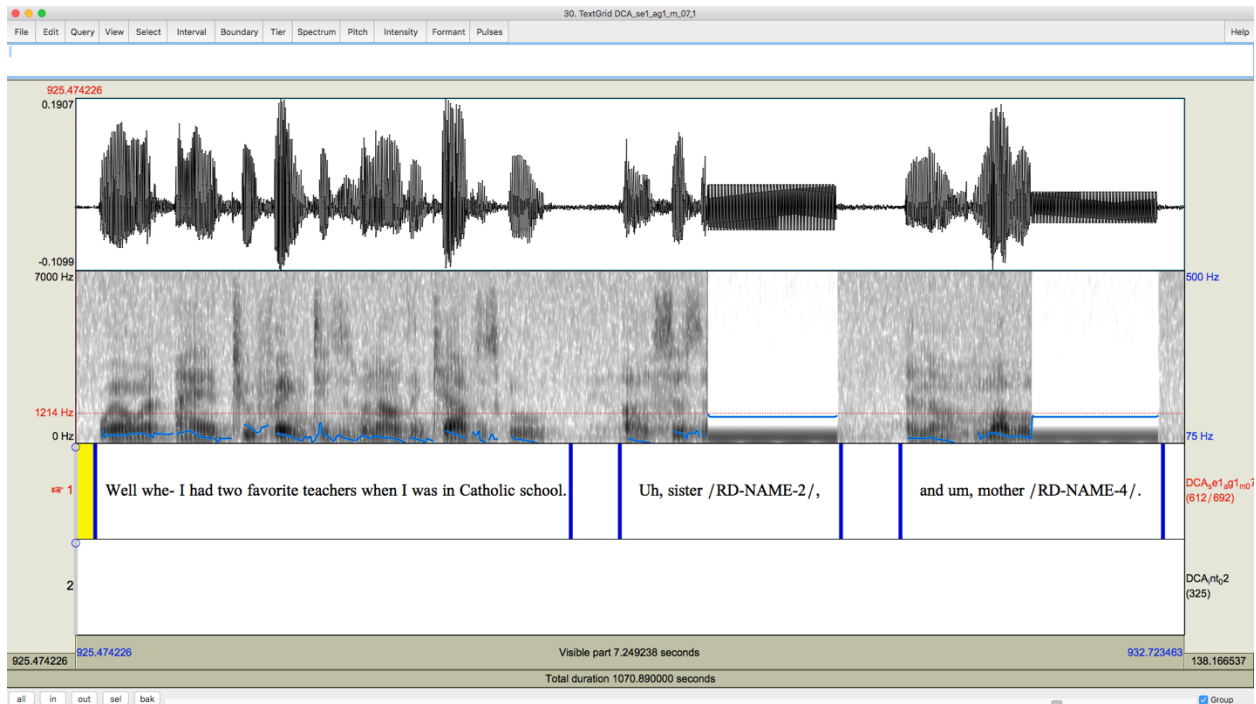 30. TextGrid DCA_se1_ag1_m_07_1
File Edit Query View Select Interval Boundary Tier Spectrum Pitch Intensity Formant Pulses Help
925.474226
0.1907
-0.1099
7000 Hz 500 Hz
1214 Hz
0 Hz 75 Hz
☞ 1 Well whe- I had two favorite teachers when I was in Catholic school. Uh, sister /RD-NAME-2/, and um, mother /RD-NAME-4/. DCAse1ag1m07
(612/692)
2 DCAint02
(325)
925.474226 925.474226 Visible part 7.249238 seconds 932.723463 138.166537
Total duration 1070.890000 seconds
all in out sel bak Group